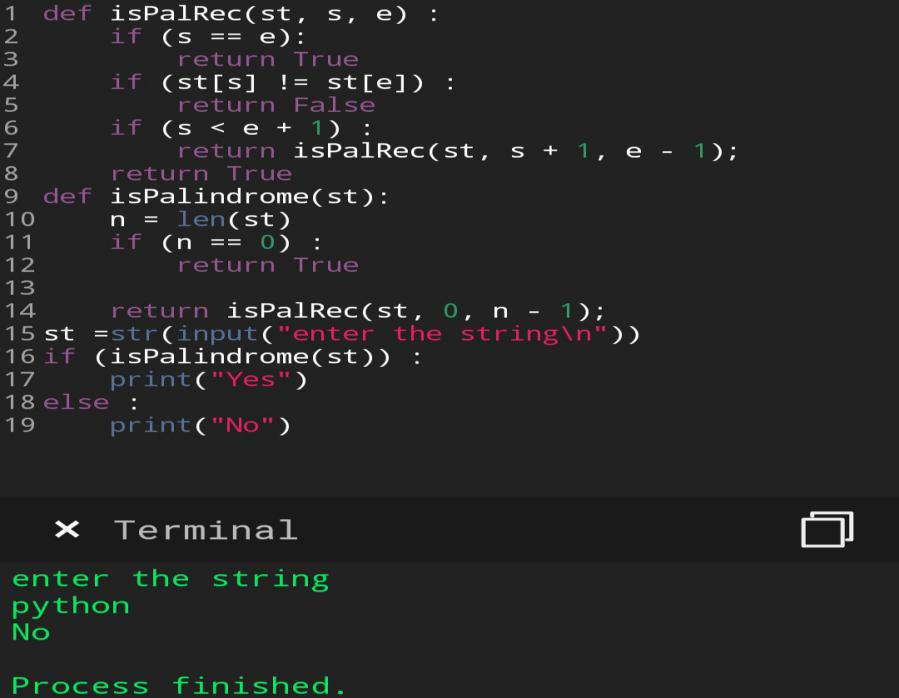 1 def isPalRec(st, s, e) :
2     if (s == e):
3         return True
4     if (st[s] != st[e]) :
5         return False
6     if (s < e + 1) :
7         return isPalRec(st, s + 1, e - 1);
8     return True
9 def isPalindrome(st):
10     n = len(st)
11     if (n == 0) :
12         return True
13
14     return isPalRec(st, 0, n - 1);
15 st =str(input("enter the string\n"))
16 if (isPalindrome(st)) :
17     print("Yes")
18 else :
19     print("No")
× Terminal
enter the string
python
No
Process finished.